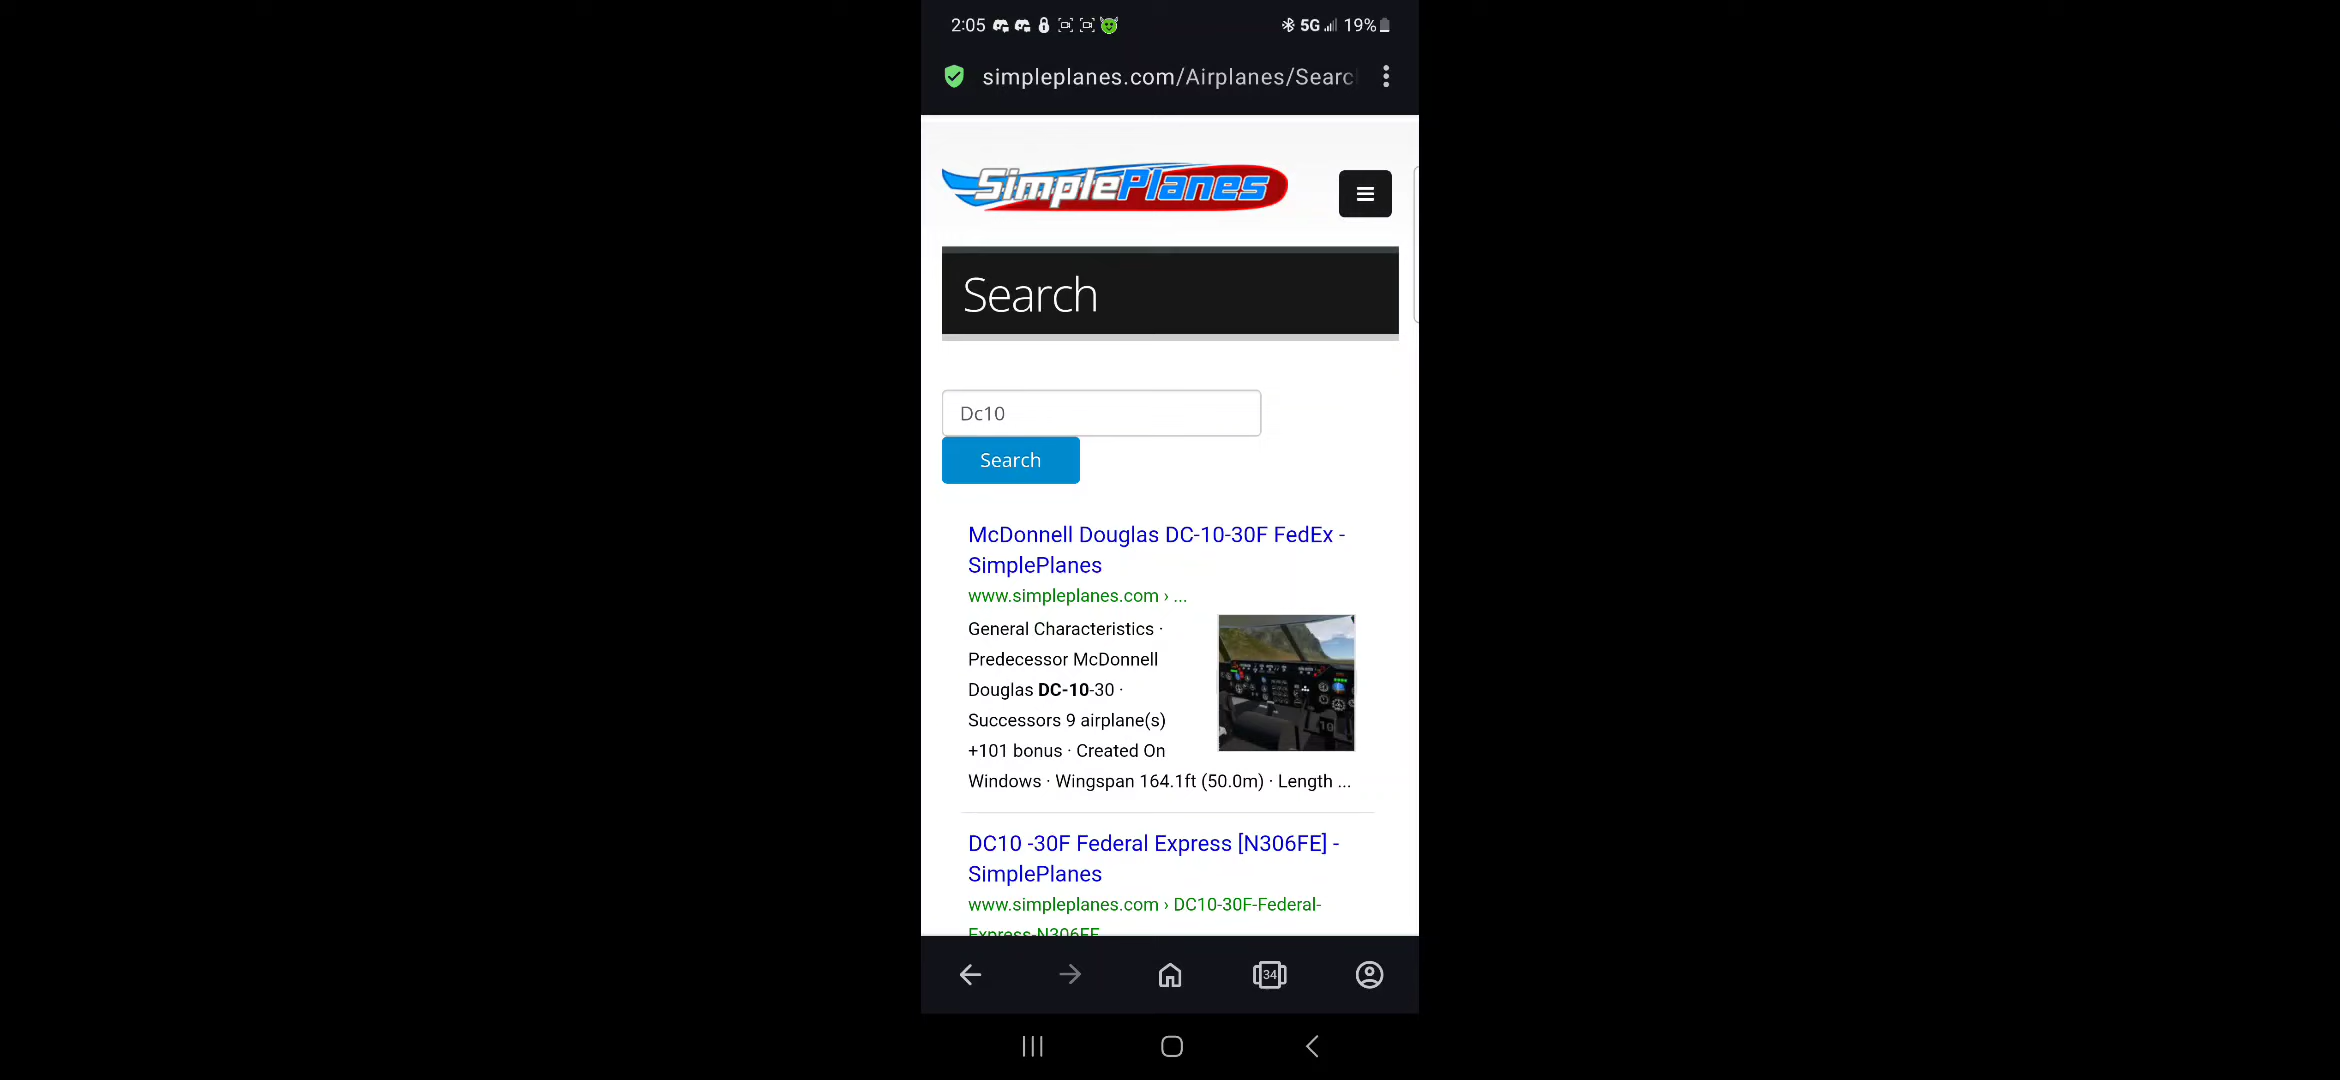 2:05 5G 19%
simpleplanes.com/Airplanes/Searc
SimplePlanes
Search
Dc10
Search
McDonnell Douglas DC-10-30F FedEx -
SimplePlanes
www.simpleplanes.com › ...
General Characteristics ·
Predecessor McDonnell
Douglas DC-10-30 ·
Successors 9 airplane(s)
+101 bonus · Created On
Windows · Wingspan 164.1ft (50.0m) · Length ...
DC10 -30F Federal Express [N306FE] -
SimplePlanes
www.simpleplanes.com › DC10-30F-Federal-
Express-N306FE
34